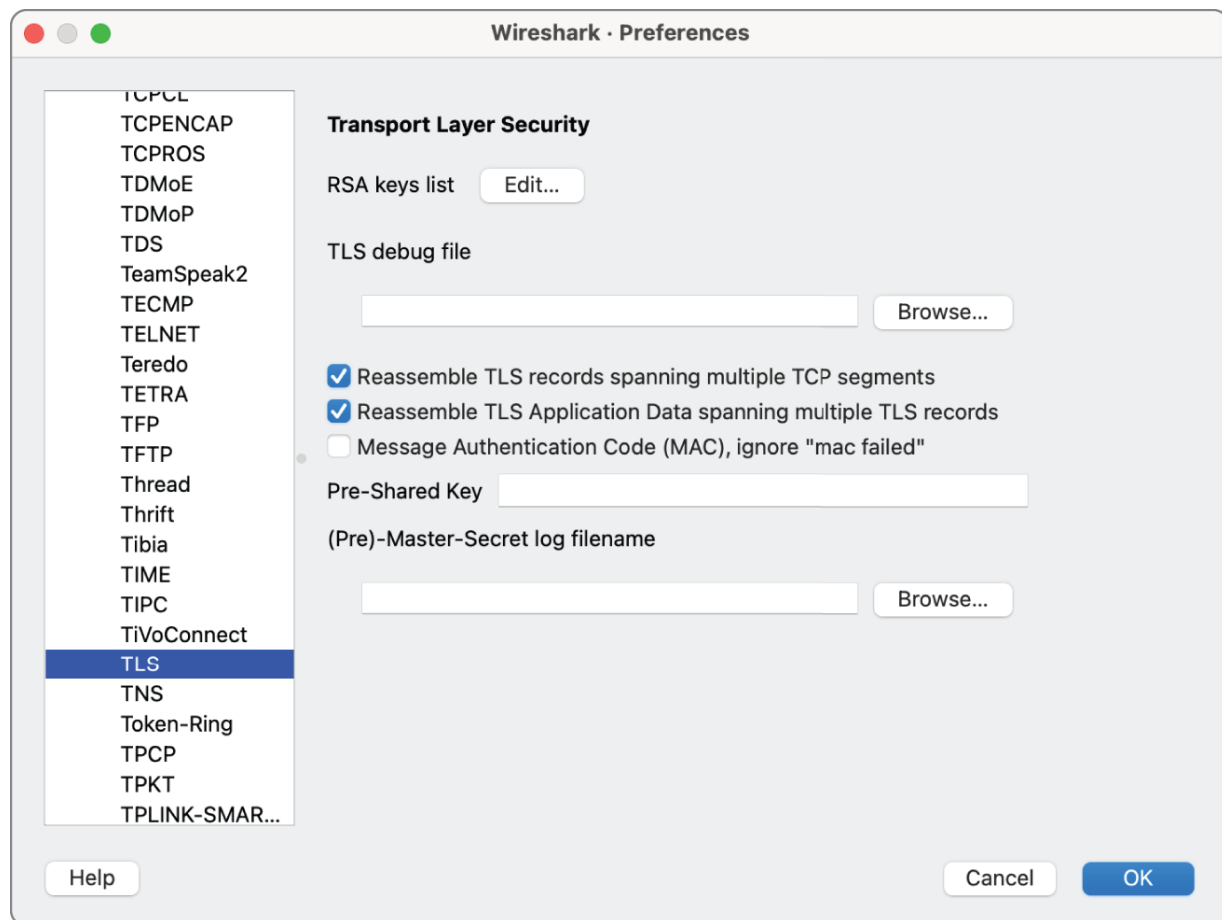 Wireshark · Preferences
TCPCL
TCPENCAP
TCPROS
TDMoE
TDMoP
TDS
TeamSpeak2
TECMP
TELNET
Teredo
TETRA
TFP
TFTP
Thread
Thrift
Tibia
TIME
TIPC
TiVoConnect
TLS
TNS
Token-Ring
TPCP
TPKT
TPLINK-SMAR...
Transport Layer Security
RSA keys list Edit...
TLS debug file
Browse...
Reassemble TLS records spanning multiple TCP segments
Reassemble TLS Application Data spanning multiple TLS records
Message Authentication Code (MAC), ignore "mac failed"
Pre-Shared Key
(Pre)-Master-Secret log filename
Browse...
Help Cancel OK